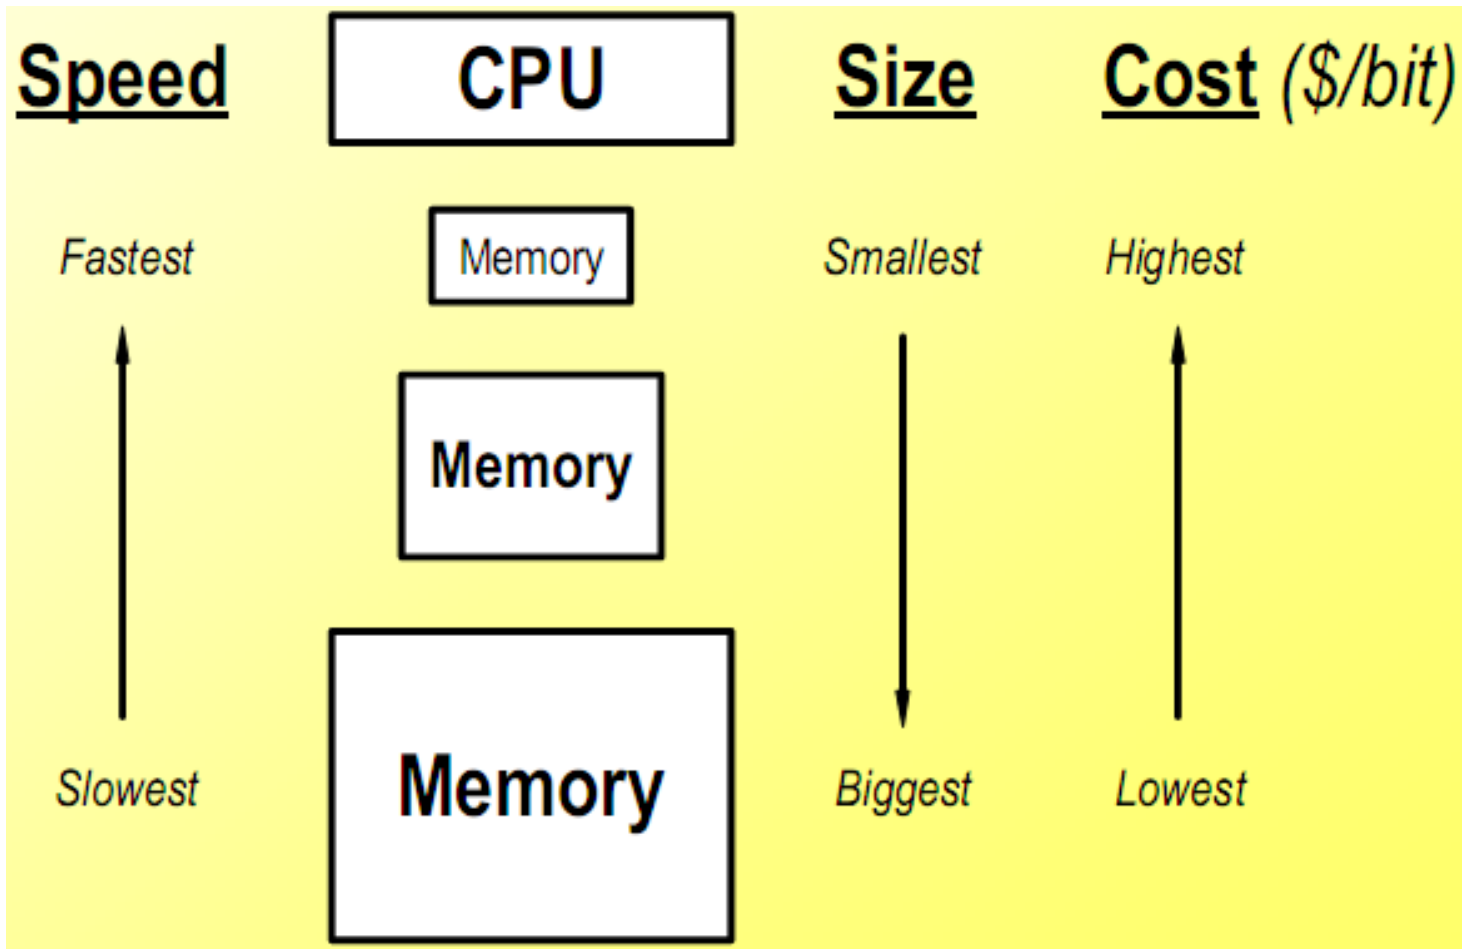 Speed CPU Size Cost ($/bit)
Fastest Memory Smallest Highest
Memory
Slowest Memory Biggest Lowest